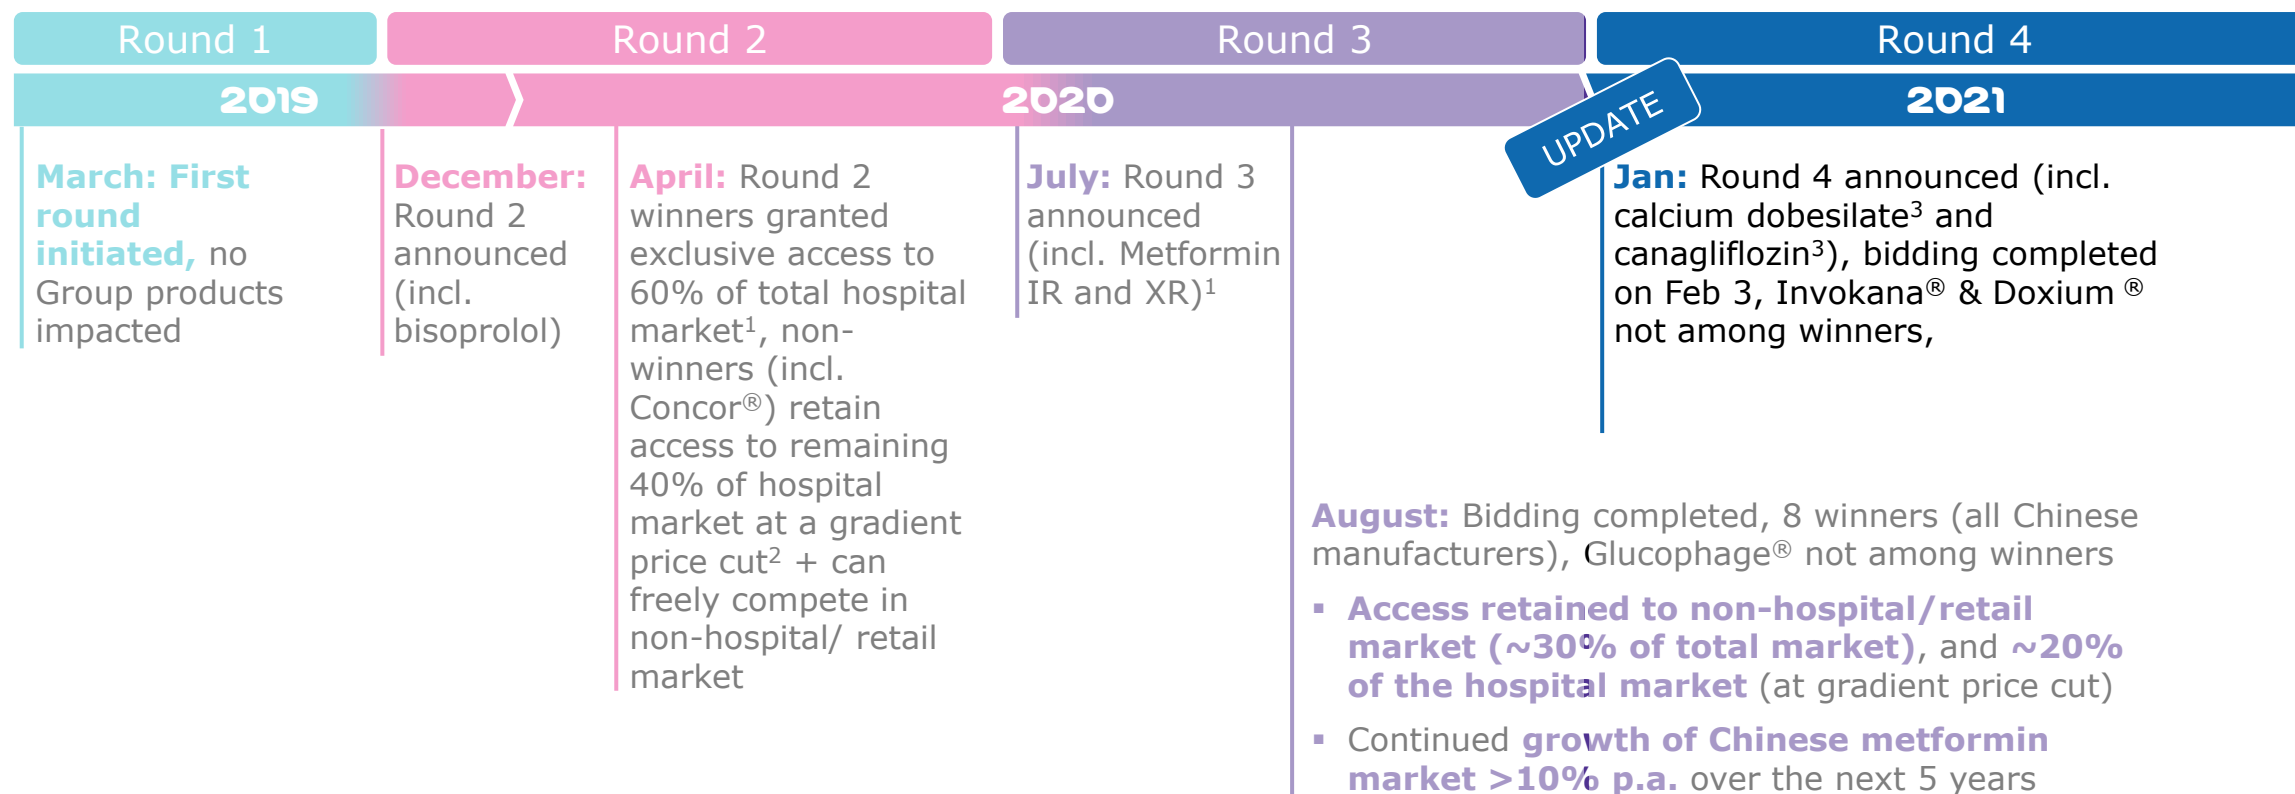 Round 1
Round 2
Round 3
Round 4
2019
2020
2021
UPDATE
March: First
round
initiated, no
Group products
impacted
December:
Round 2
announced
(incl.
bisoprolol)
April: Round 2
winners granted
exclusive access to
60% of total hospital
market¹, non-
winners (incl.
Concor®) retain
access to remaining
40% of hospital
market at a gradient
price cut² + can
freely compete in
non-hospital/ retail
market
July: Round 3
announced
(incl. Metformin
IR and XR)¹
August: Bidding completed, 8 winners (all Chinese
manufacturers), Glucophage® not among winners
▪ Access retained to non-hospital/retail
market (~30% of total market), and ~20%
of the hospital market (at gradient price cut)
▪ Continued growth of Chinese metformin
market >10% p.a. over the next 5 years
Jan: Round 4 announced (incl.
calcium dobesilate³ and
canagliflozin³), bidding completed
on Feb 3, Invokana® & Doxium ®
not among winners,